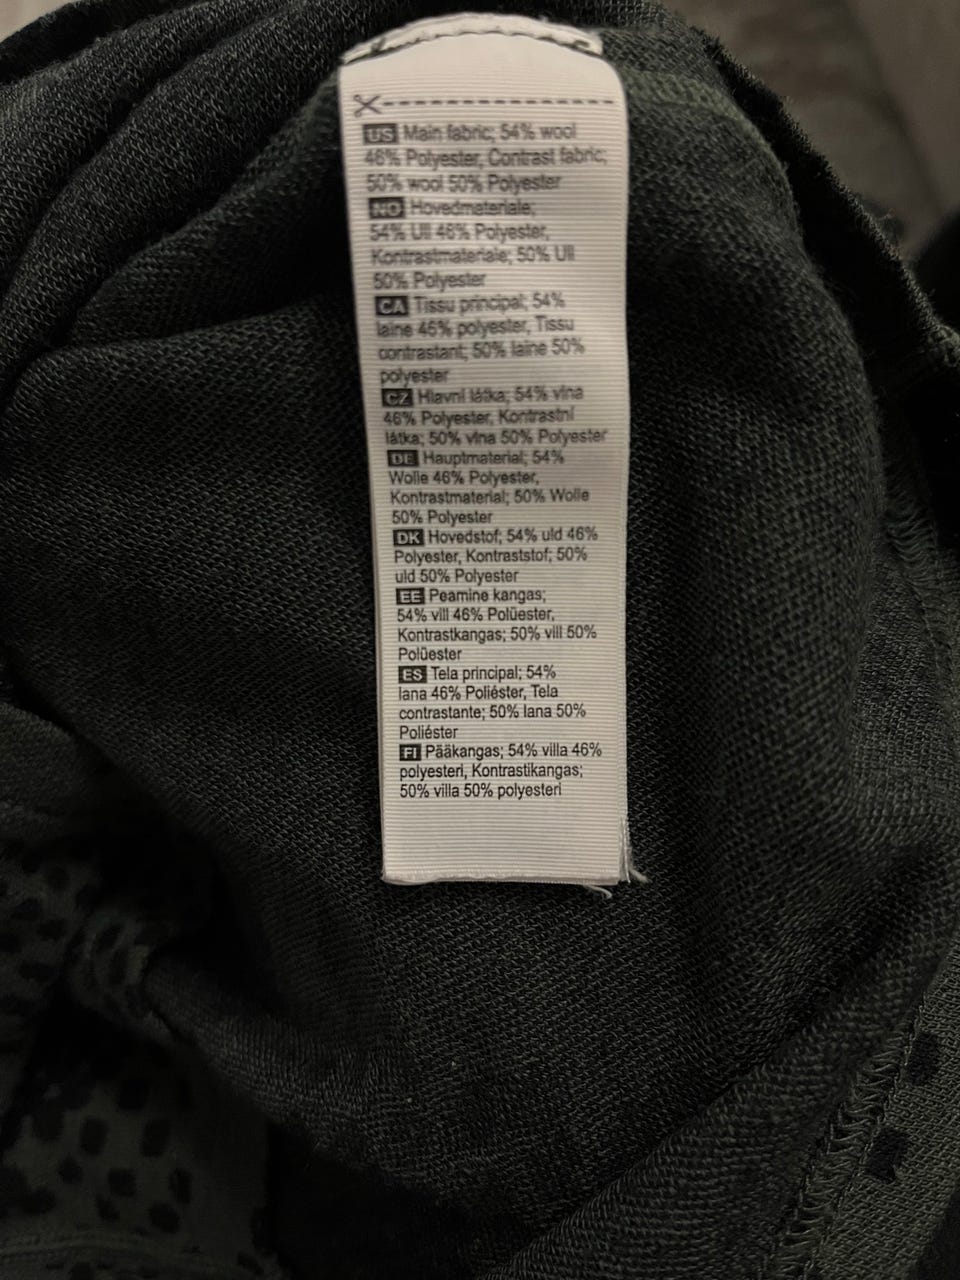 US Main fabric; 54% wool
46% Polyester, Contrast fabric;
50% wool 50% Polyester
NO Hovedmateriale;
54% Ull 46% Polyester,
Kontrastmateriale; 50% Ull
50% Polyester
CA Tissu principal; 54%
laine 46% polyester, Tissu
contrastant; 50% laine 50%
polyester
CZ Hlavní látka; 54% vlna
46% Polyester, Kontrastní
látka; 50% vlna 50% Polyester
DE Hauptmaterial; 54%
Wolle 46% Polyester,
Kontrastmaterial; 50% Wolle
50% Polyester
DK Hovedstof; 54% uld 46%
Polyester, Kontraststof; 50%
uld 50% Polyester
EE Peamine kangas;
54% vill 46% Polüester,
Kontrastkangas; 50% vill 50%
Polüester
ES Tela principal; 54%
lana 46% Poliéster, Tela
contrastante; 50% lana 50%
Poliéster
FI Pääkangas; 54% villa 46%
polyesteri, Kontrastikangas;
50% villa 50% polyesteri